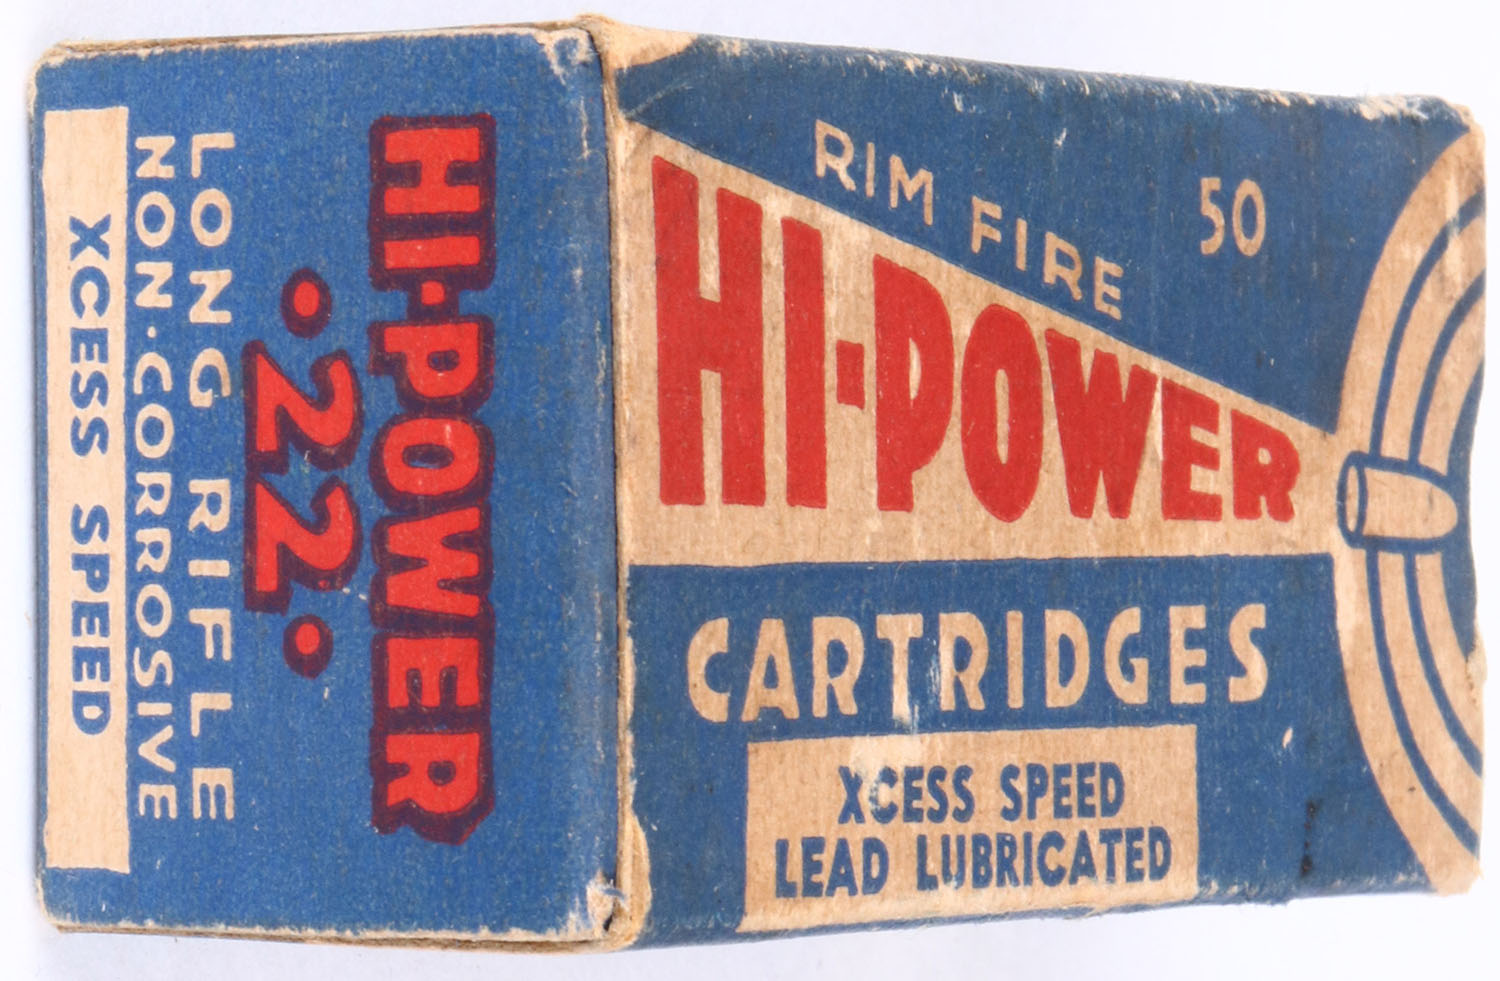 HI-POWER
.22.
LONG RIFLE
NON-CORROSIVE
XCESS SPEED
RIM FIRE
50
HI-POWER
CARTRIDGES
XCESS SPEED
LEAD LUBRICATED